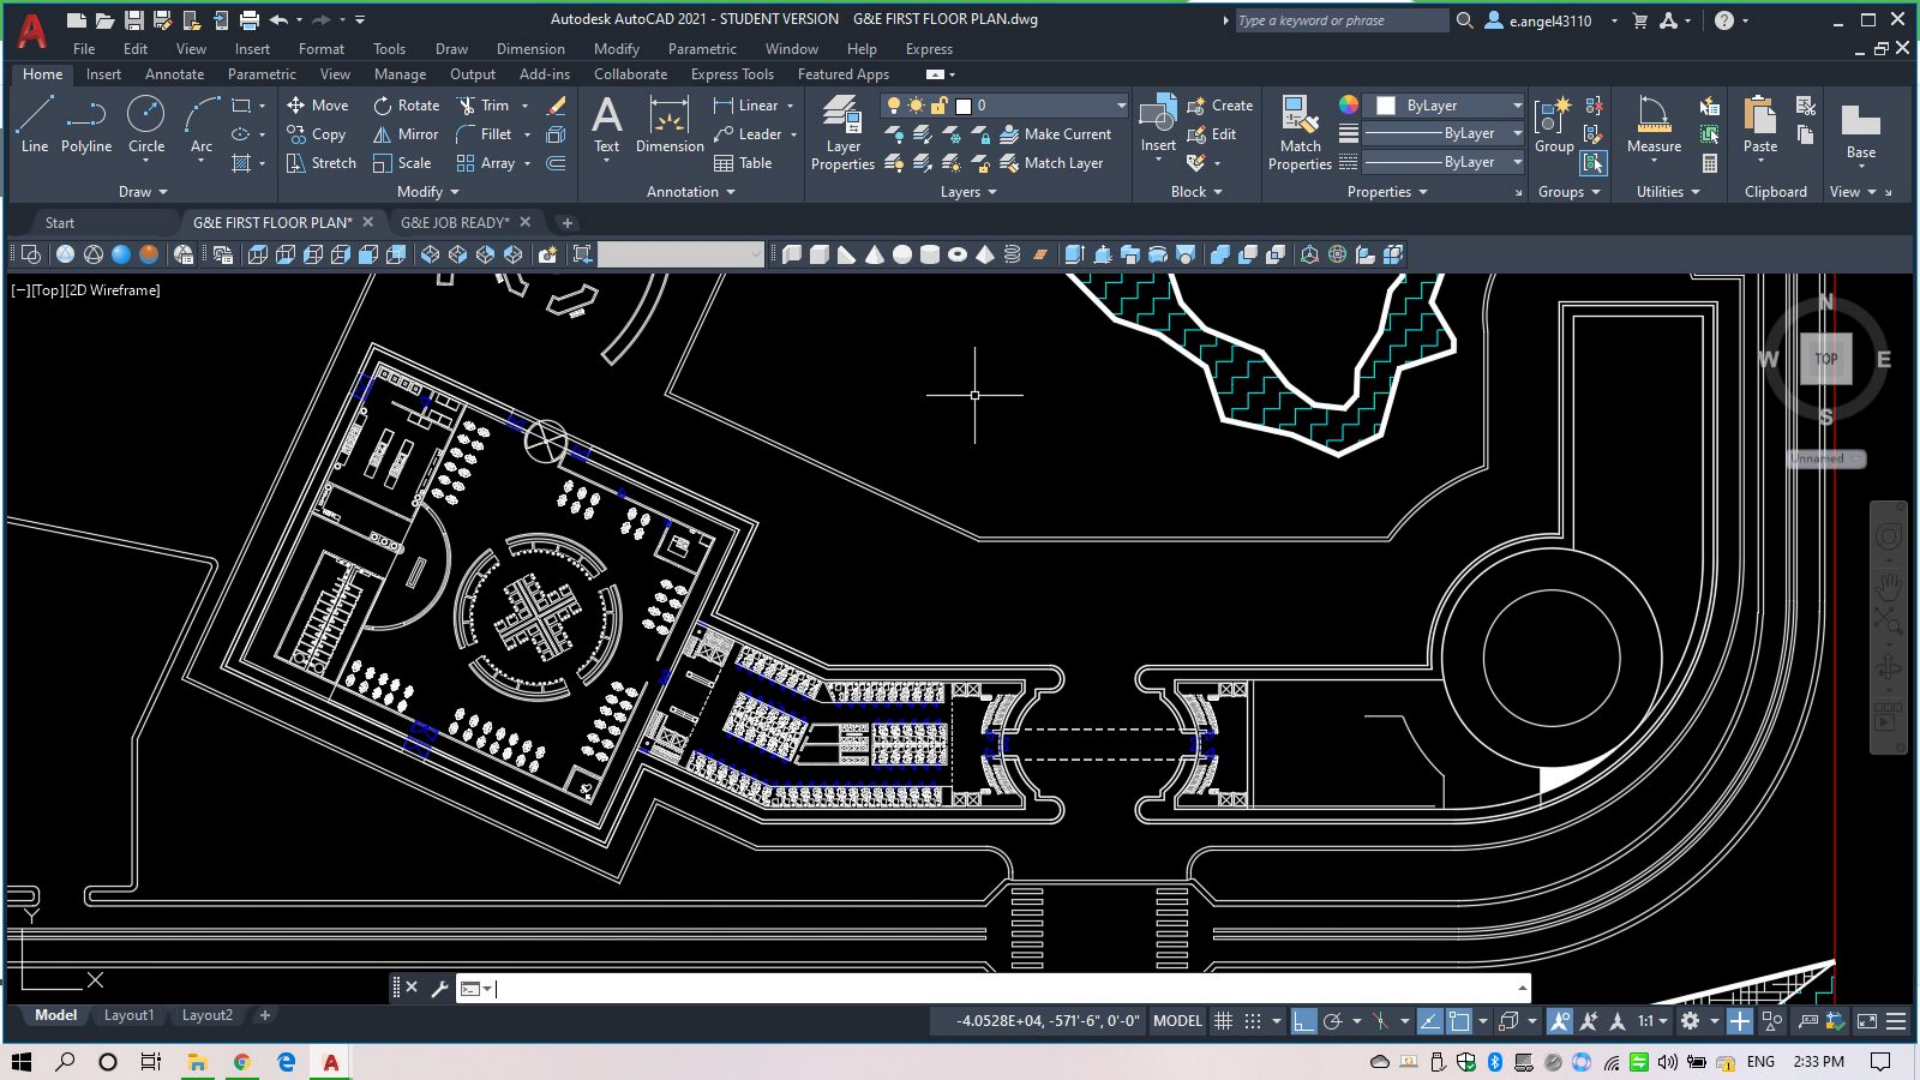 Autodesk AutoCAD 2021 - STUDENT VERSION G&E FIRST FLOOR PLAN.dwg
Type a keyword or phrase
e.angel43110
File Edit View Insert Format Tools Draw Dimension Modify Parametric Window Help Express
Home Insert Annotate Parametric View Manage Output Add-ins Collaborate Express Tools Featured Apps
Line Polyline Circle Arc
Move Rotate Trim
Copy Mirror Fillet
Stretch Scale Array
Text Dimension
Linear
Leader
Table
Layer Properties
0
Make Current
Match Layer
Insert
Create
Edit
Match Properties
ByLayer
ByLayer
ByLayer
Group
Measure
Paste
Base
Draw Modify Annotation Layers Block Properties Groups Utilities Clipboard View
Start G&E FIRST FLOOR PLAN* G&E JOB READY*
[−][Top][2D Wireframe]
N
W TOP E
S
Unnamed
Y
X
Model Layout1 Layout2
-4.0528E+04, -571'-6", 0'-0" MODEL 1:1
ENG 2:33 PM